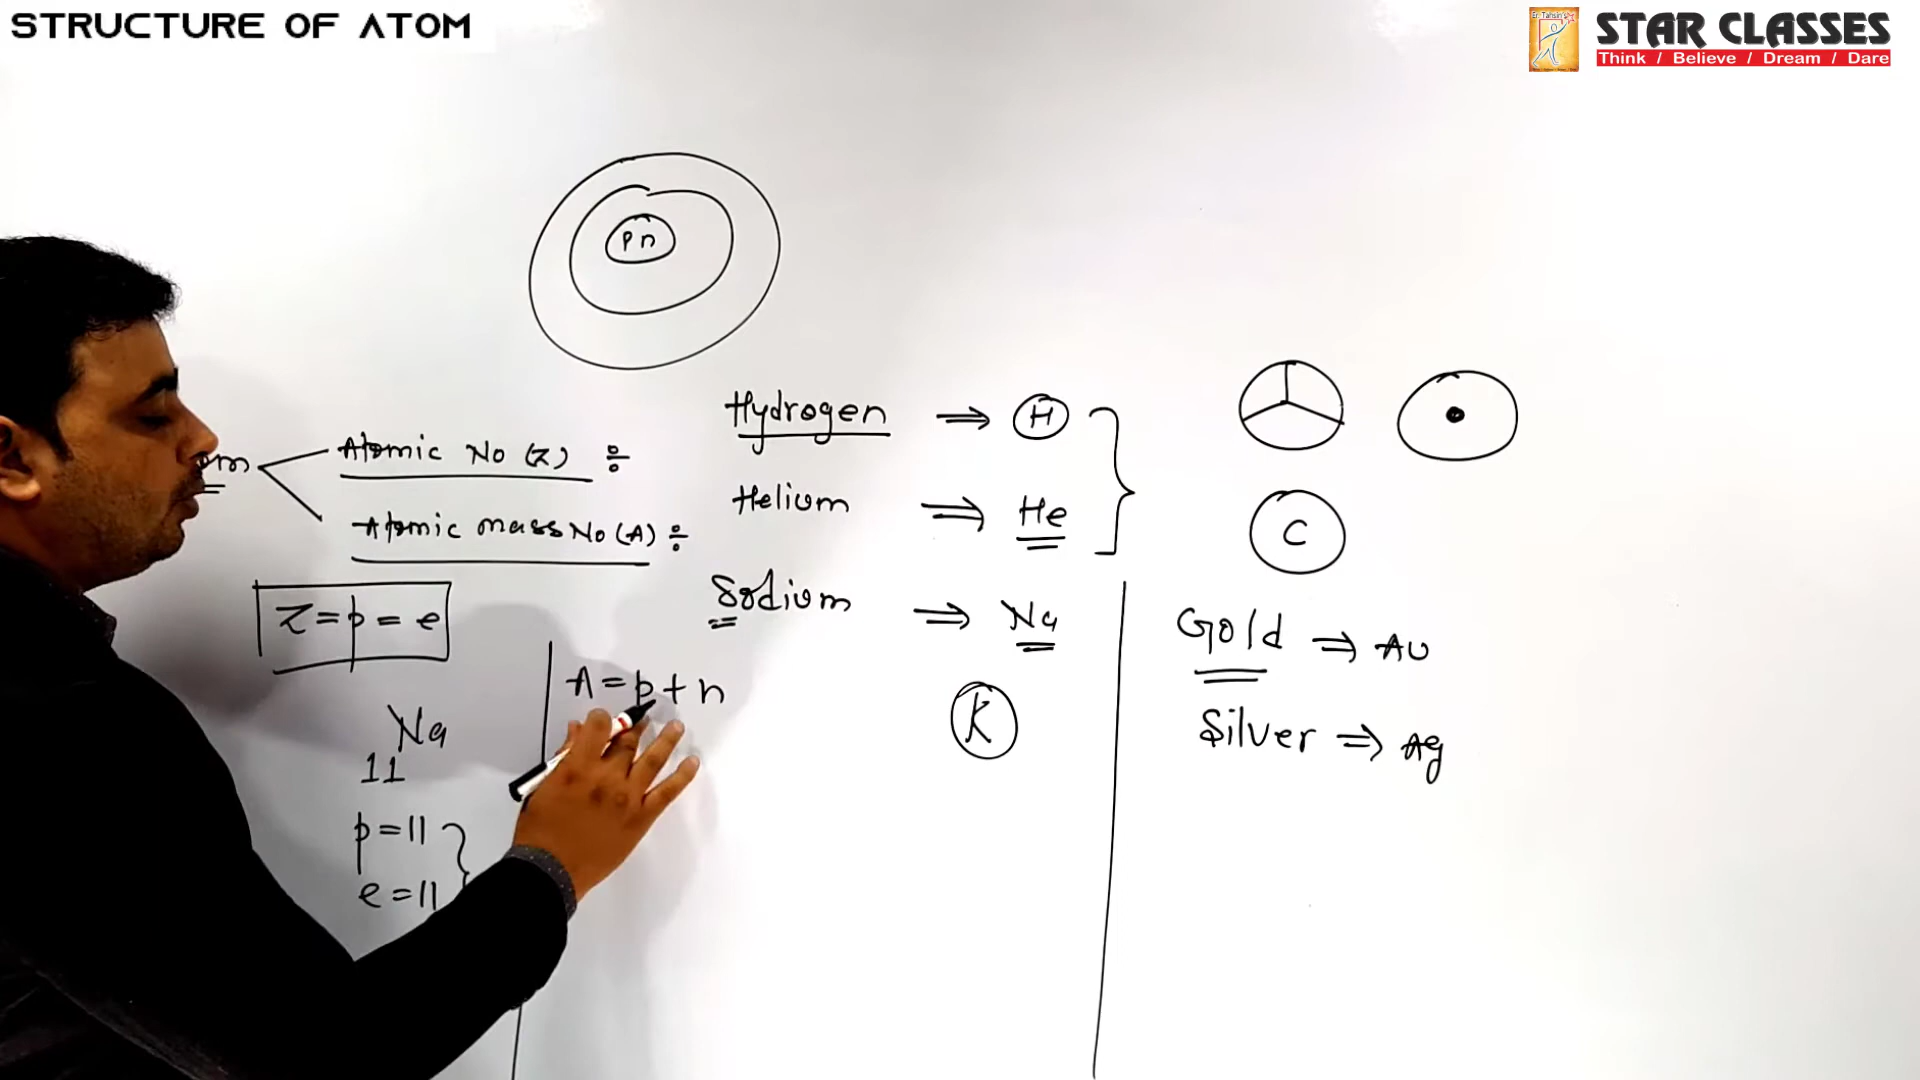 STRUCTURE OF ATOM
STAR CLASSES
Think / Believe / Dream / Dare
p n
Hydrogen ⇒ H
Atomic No (Z) ÷
Helium ⇒ He
Atomic mass No (A) ÷
C
Z = p = e
Sodium ⇒ Na
Gold ⇒ Au
A = p + n
Na
11
K
Silver ⇒ Ag
p = 11
e = 11